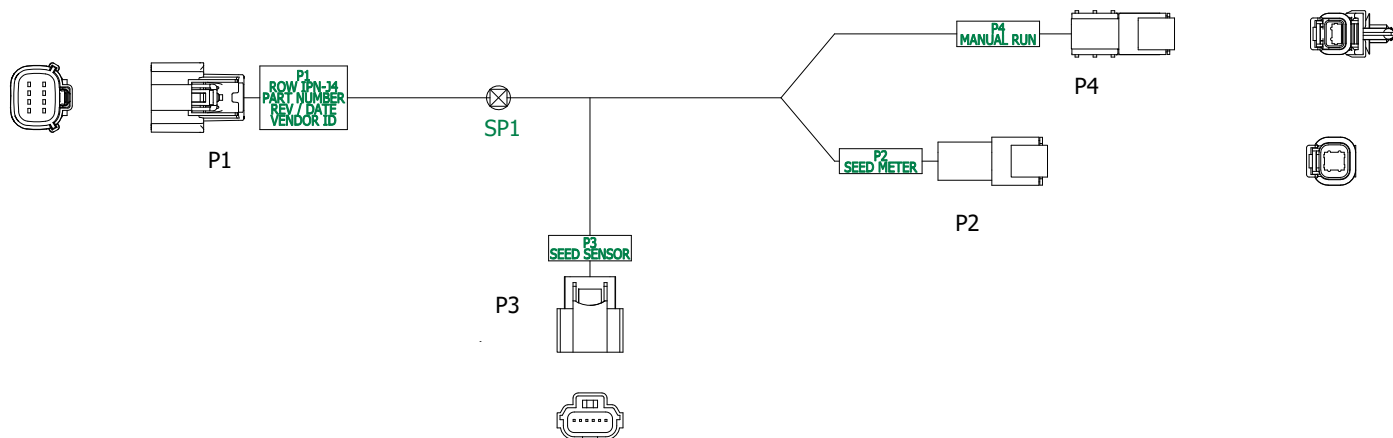 P4
MANUAL RUN
P4
P1
ROW IPN-J4
PART NUMBER
REV / DATE
VENDOR ID
P1
SP1
P2
SEED METER
P2
P3
SEED SENSOR
P3